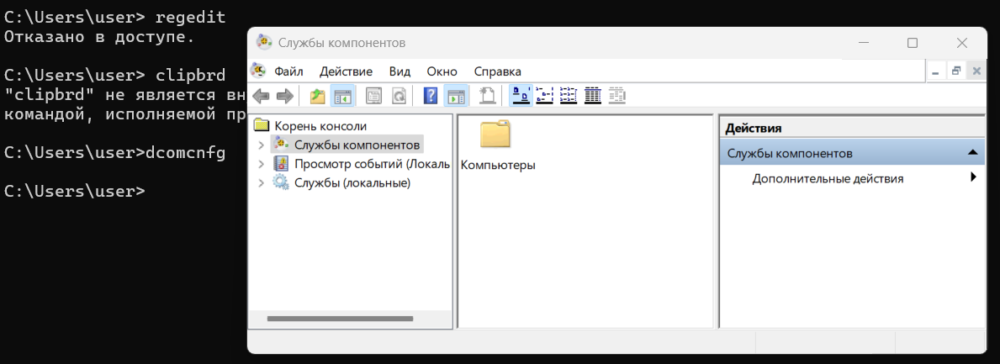 C:\Users\user> regedit
Отказано в доступе.
C:\Users\user> clipbrd
"clipbrd" не является вн
командой, исполняемой пр
C:\Users\user>dcomcnfg
C:\Users\user>
Службы компонентов
Файл Действие Вид Окно Справка
Корень консоли
Службы компонентов
Просмотр событий (Локаль
Службы (локальные)
Компьютеры
Действия
Службы компонентов
Дополнительные действия